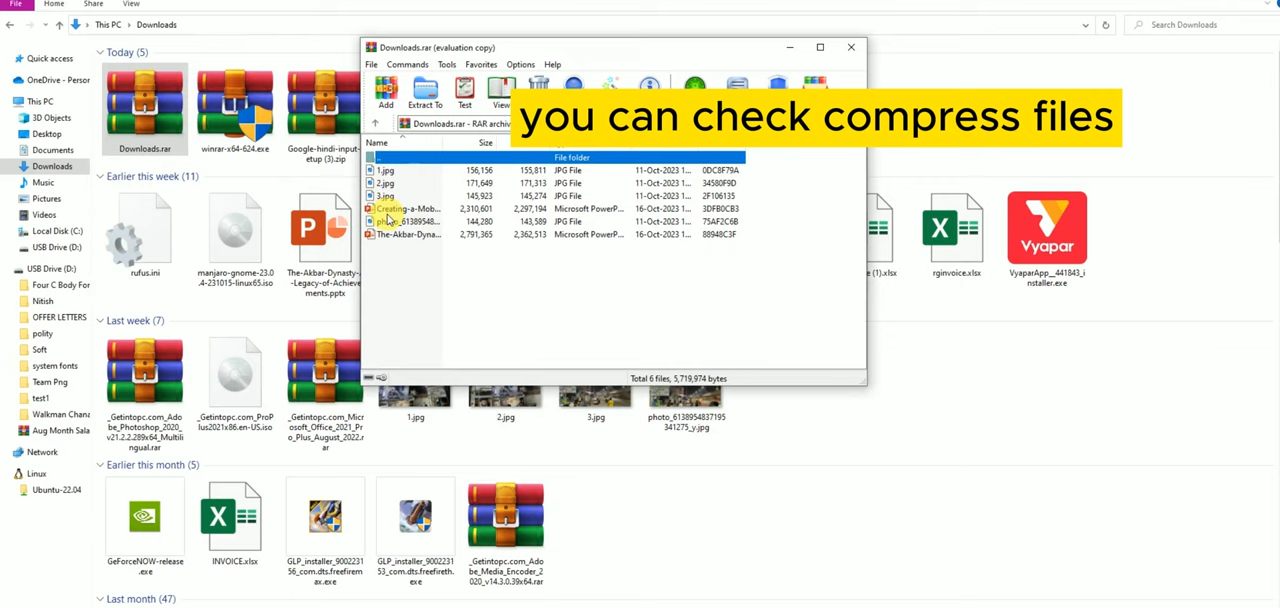 File Home Share View
This PC Downloads
Search Downloads
Quick access
OneDrive - Person
This PC
3D Objects
Desktop
Documents
Downloads
Music
Pictures
Videos
Local Disk (C:)
USB Drive (D:)
USB Drive (D:)
Four C Body For
Nitish
OFFER LETTERS
polity
Soft
system fonts
Team Png
test1
Walkman Chana
Aug Month Sala
Network
Linux
Ubuntu-22.04
Today (5)
Downloads.rar
winrar-x64-624.exe
Google-hindi-input-
etup (3).zip
Earlier this week (11)
rufus.ini
manjaro-gnome-23.0
.4-231015-linux65.iso
The-Akbar-Dynasty-
-Legacy-of-Achieve
ments.pptx
(1).xlsx
rginvoice.xlsx
Vyapar
VyaparApp__441843_i
nstaller.exe
Last week (7)
_Getintopc.com_Ado
be_Photoshop_2020_
v21.2.2.289x64_Multili
ngual.rar
_Getintopc.com_ProP
lus2021x86.en-US.iso
_Getintopc.com_Micr
osoft_Office_2021_Pr
o_Plus_August_2022.r
ar
1.jpg
2.jpg
3.jpg
photo_6138954837195
341275_y.jpg
Earlier this month (5)
GeForceNOW-release
.exe
INVOICE.xlsx
GLP_installer_9002231
56_com.dts.freefirem
ax.exe
GLP_installer_9002231
53_com.dts.freefireth.
exe
_Getintopc.com_Ado
be_Media_Encoder_2
020_v14.3.0.39x64.rar
Last month (47)
Downloads.rar (evaluation copy)
File Commands Tools Favorites Options Help
Add Extract To Test View
you can check compress files
Downloads.rar - RAR archiv
Name Size
.. File folder
1.jpg 156,156 155,811 JPG File 11-Oct-2023 1... 0DC8F79A
2.jpg 171,649 171,313 JPG File 11-Oct-2023 1... 34580F9D
3.jpg 145,923 145,274 JPG File 11-Oct-2023 1... 2F106135
Creating-a-Mob... 2,310,601 2,297,194 Microsoft PowerP... 16-Oct-2023 1... 3DFB0CB3
photo_61389548... 144,280 143,589 JPG File 11-Oct-2023 1... 75AF2C6B
The-Akbar-Dyna... 2,791,365 2,362,513 Microsoft PowerP... 16-Oct-2023 1... 88948C3F
Total 6 files, 5,719,974 bytes